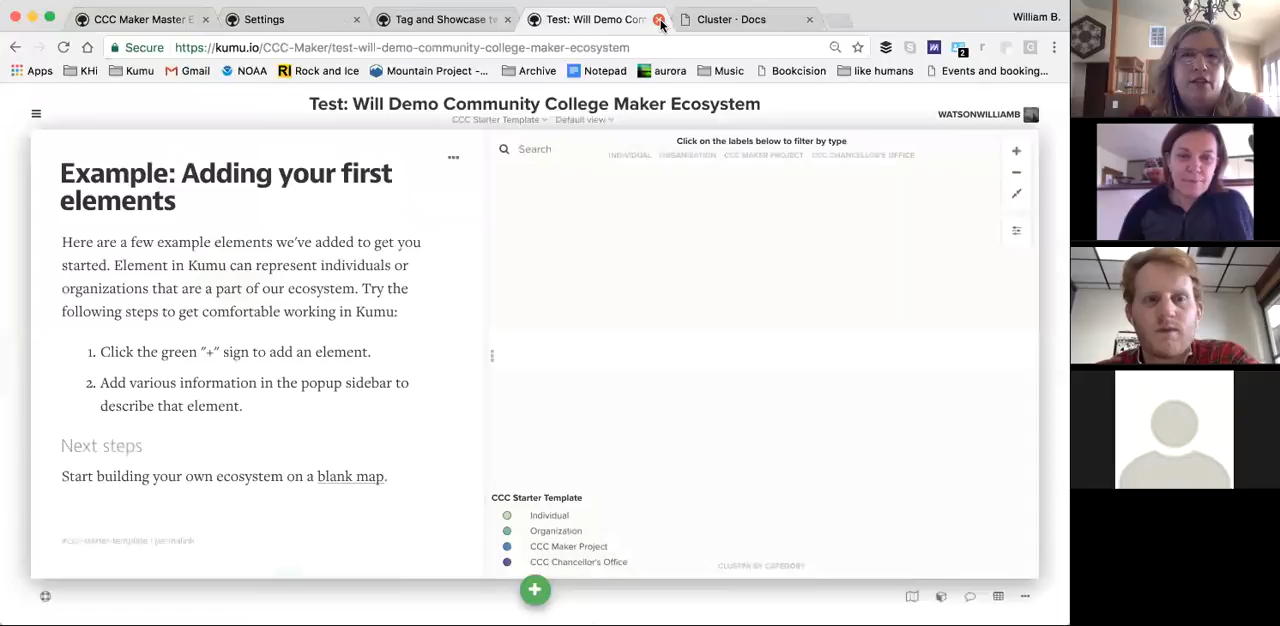 CCC Maker Master E
Settings
Tag and Showcase tw
Test: Will Demo Com
Cluster · Docs
William B.
Secure
https://kumu.io/CCC-Maker/test-will-demo-community-college-maker-ecosystem
Apps
KHi
Kumu
Gmail
NOAA
RI Rock and Ice
Mountain Project -...
Archive
Notepad
aurora
Music
Bookcision
like humans
Events and booking...
Test: Will Demo Community College Maker Ecosystem
CCC Starter Template
Default view
WATSONWILLIAMB
Example: Adding your first
elements
Here are a few example elements we've added to get you
started. Element in Kumu can represent individuals or
organizations that are a part of our ecosystem. Try the
following steps to get comfortable working in Kumu:
1. Click the green "+" sign to add an element.
2. Add various information in the popup sidebar to
describe that element.
Next steps
Start building your own ecosystem on a blank map.
#ccc-starter-template | permalink
Search
Click on the labels below to filter by type
INDIVIDUAL ORGANIZATION CCC MAKER PROJECT CCC CHANCELLOR'S OFFICE
CCC Starter Template
Individual
Organization
CCC Maker Project
CCC Chancellor's Office
CLUSTER BY CATEGORY